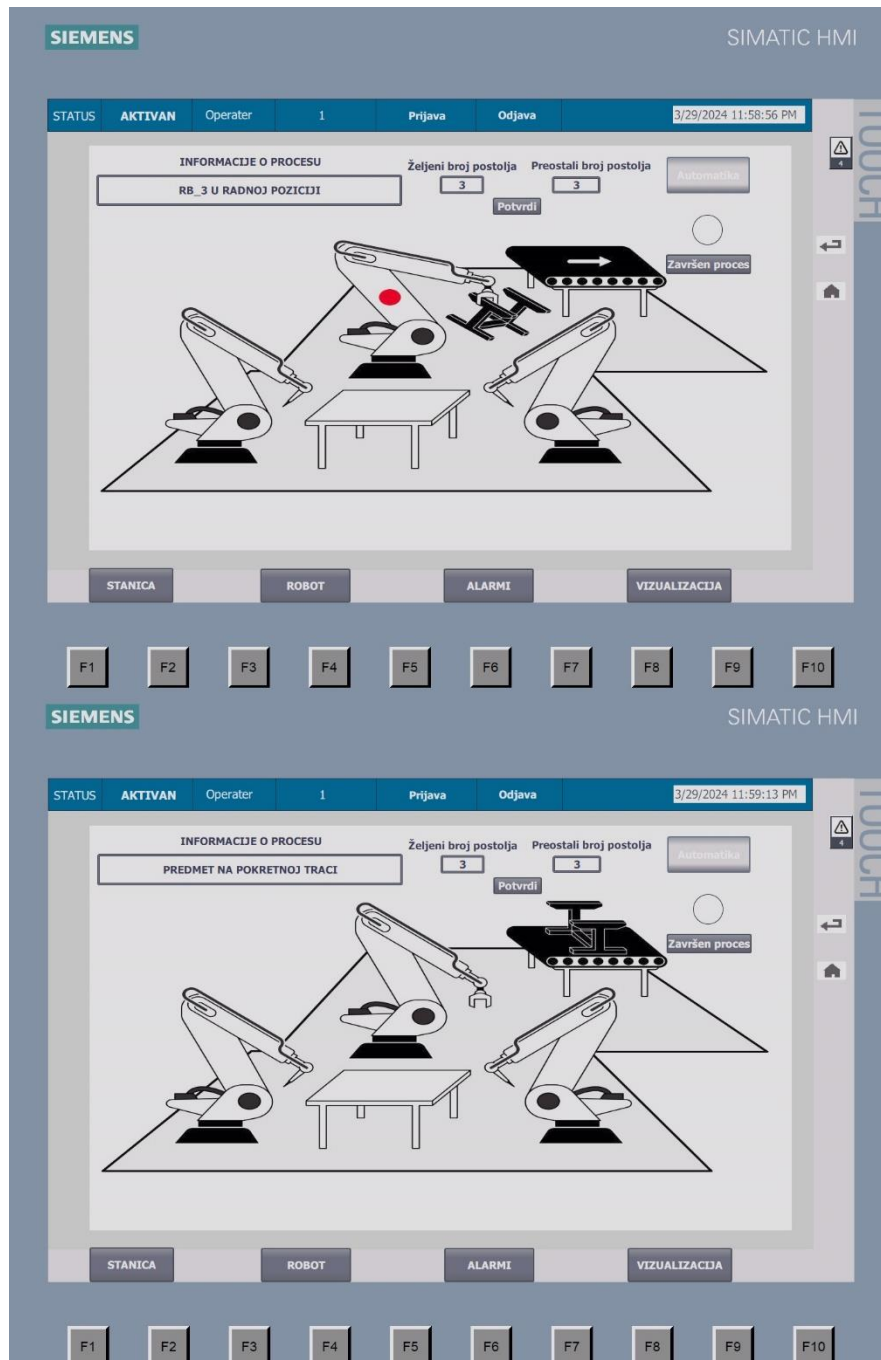 SIEMENS
SIMATIC HMI
TOUCH
STATUS AKTIVAN Operater 1 Prijava Odjava 3/29/2024 11:58:56 PM
4
INFORMACIJE O PROCESU
Željeni broj postolja Preostali broj postolja
RB_3 U RADNOJ POZICIJI
3 3
Automatika
Potvrdi
Završen proces
STANICA ROBOT ALARMI VIZUALIZACIJA
F1 F2 F3 F4 F5 F6 F7 F8 F9 F10
SIEMENS
SIMATIC HMI
TOUCH
STATUS AKTIVAN Operater 1 Prijava Odjava 3/29/2024 11:59:13 PM
4
INFORMACIJE O PROCESU
Željeni broj postolja Preostali broj postolja
PREDMET NA POKRETNOJ TRACI
3 3
Automatika
Potvrdi
Završen proces
STANICA ROBOT ALARMI VIZUALIZACIJA
F1 F2 F3 F4 F5 F6 F7 F8 F9 F10